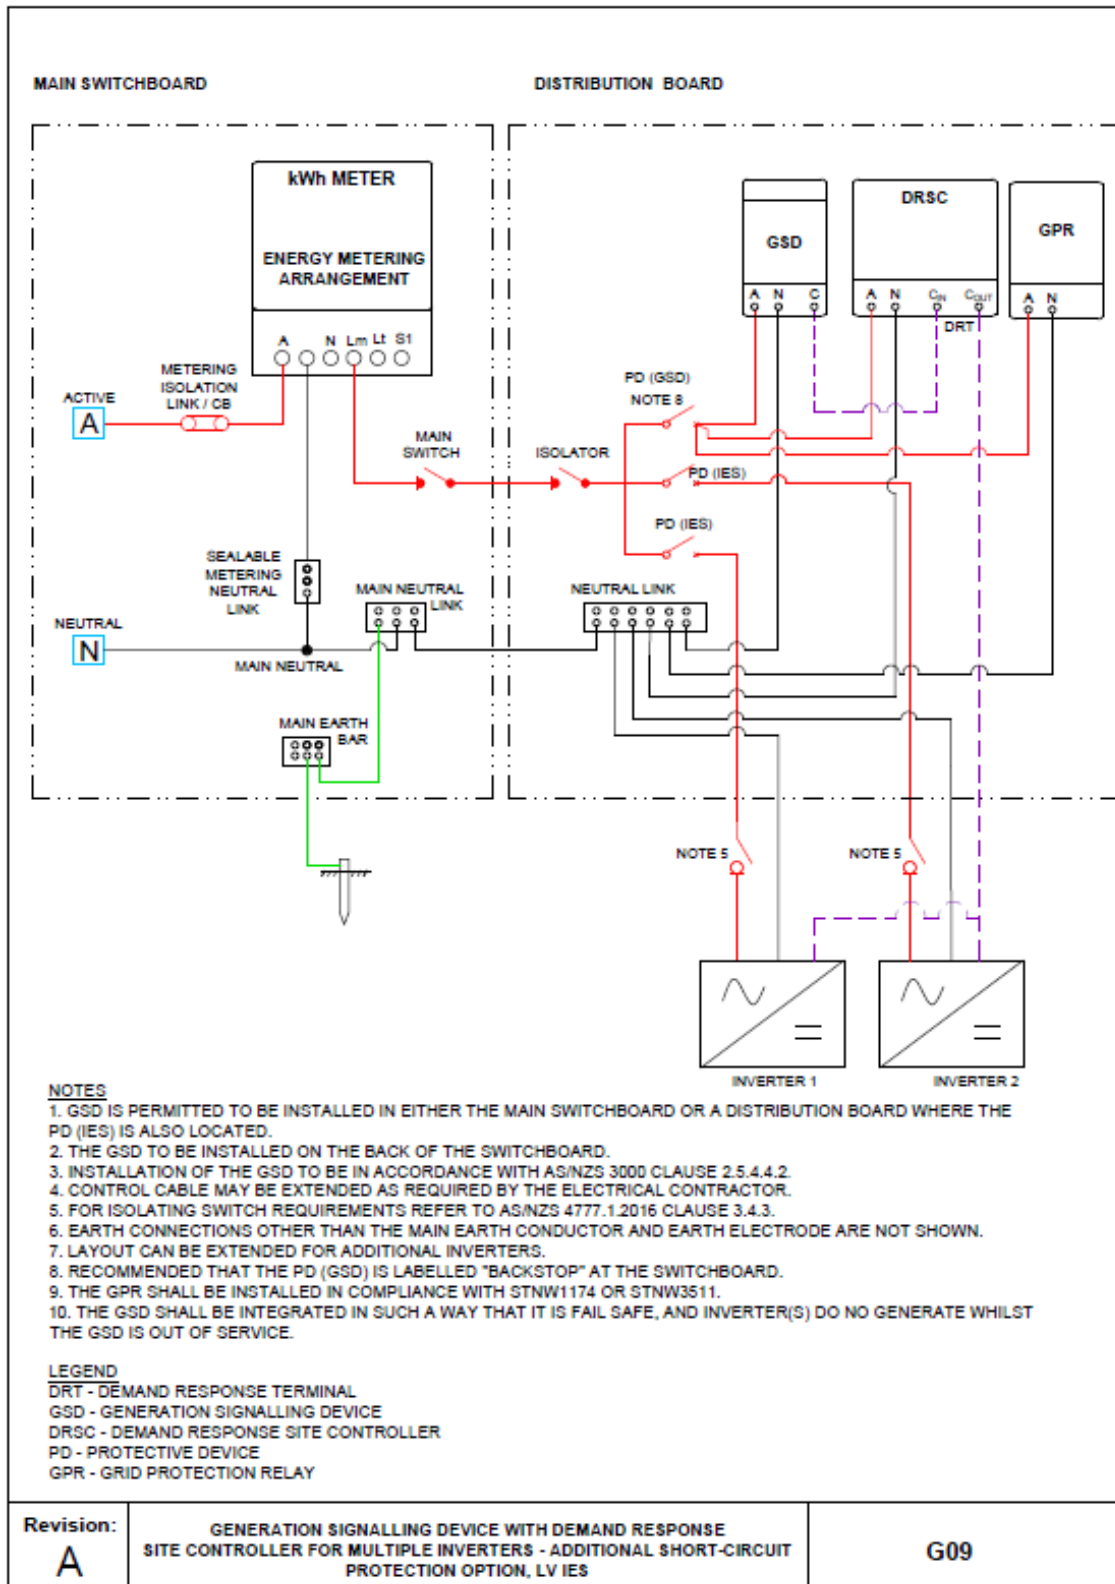 MAIN SWITCHBOARD
DISTRIBUTION BOARD
kWh METER
ENERGY METERING
ARRANGEMENT
A N Lm Lt S1
METERING
ISOLATION
LINK / CB
ACTIVE
A
MAIN
SWITCH
ISOLATOR
GSD
A N C
DRSC
A N CIN COUT
DRT
GPR
A N
PD (GSD)
NOTE 8
PD (IES)
PD (IES)
SEALABLE
METERING
NEUTRAL
LINK
MAIN NEUTRAL
LINK
NEUTRAL LINK
NEUTRAL
N
MAIN NEUTRAL
MAIN EARTH
BAR
NOTE 5
NOTE 5
INVERTER 1
INVERTER 2
NOTES
1. GSD IS PERMITTED TO BE INSTALLED IN EITHER THE MAIN SWITCHBOARD OR A DISTRIBUTION BOARD WHERE THE
PD (IES) IS ALSO LOCATED.
2. THE GSD TO BE INSTALLED ON THE BACK OF THE SWITCHBOARD.
3. INSTALLATION OF THE GSD TO BE IN ACCORDANCE WITH AS/NZS 3000 CLAUSE 2.5.4.4.2.
4. CONTROL CABLE MAY BE EXTENDED AS REQUIRED BY THE ELECTRICAL CONTRACTOR.
5. FOR ISOLATING SWITCH REQUIREMENTS REFER TO AS/NZS 4777.1.2016 CLAUSE 3.4.3.
6. EARTH CONNECTIONS OTHER THAN THE MAIN EARTH CONDUCTOR AND EARTH ELECTRODE ARE NOT SHOWN.
7. LAYOUT CAN BE EXTENDED FOR ADDITIONAL INVERTERS.
8. RECOMMENDED THAT THE PD (GSD) IS LABELLED "BACKSTOP" AT THE SWITCHBOARD.
9. THE GPR SHALL BE INSTALLED IN COMPLIANCE WITH STNW1174 OR STNW3511.
10. THE GSD SHALL BE INTEGRATED IN SUCH A WAY THAT IT IS FAIL SAFE, AND INVERTER(S) DO NO GENERATE WHILST
THE GSD IS OUT OF SERVICE.
LEGEND
DRT - DEMAND RESPONSE TERMINAL
GSD - GENERATION SIGNALLING DEVICE
DRSC - DEMAND RESPONSE SITE CONTROLLER
PD - PROTECTIVE DEVICE
GPR - GRID PROTECTION RELAY
Revision:
A
GENERATION SIGNALLING DEVICE WITH DEMAND RESPONSE
SITE CONTROLLER FOR MULTIPLE INVERTERS - ADDITIONAL SHORT-CIRCUIT
PROTECTION OPTION, LV IES
G09